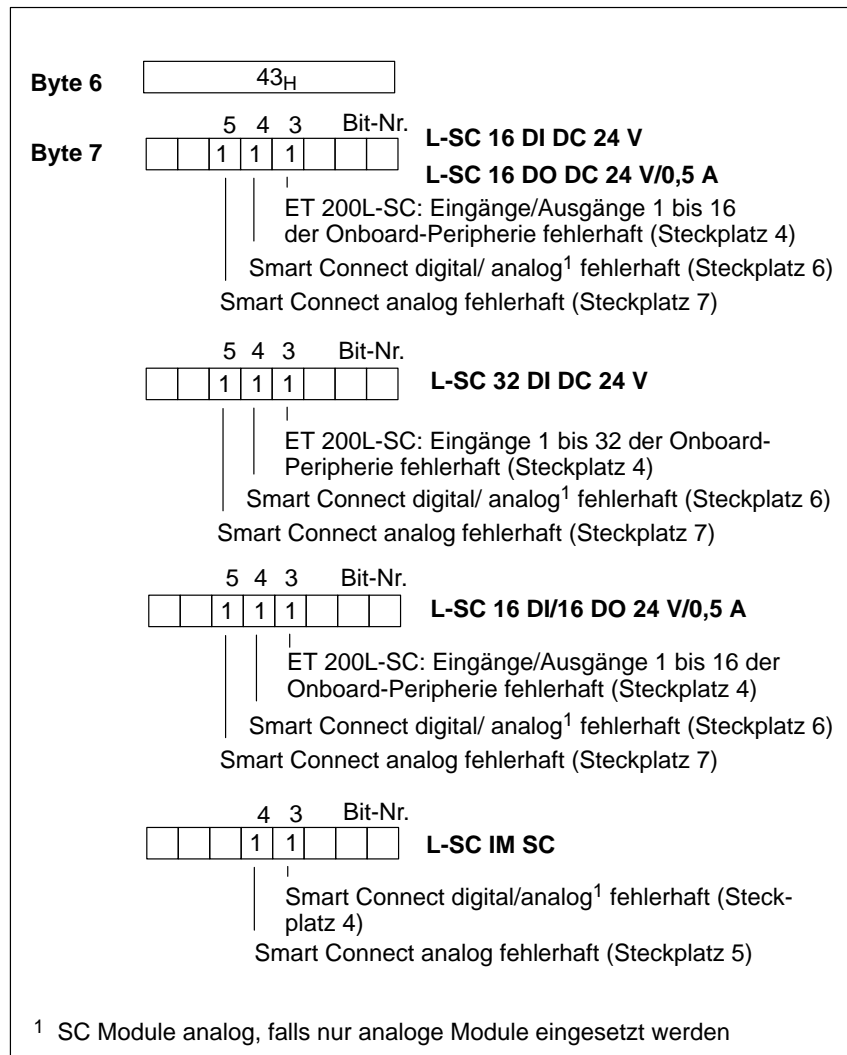 Byte 6 43H
5 4 3 Bit-Nr.
Byte 7 1 1 1 L-SC 16 DI DC 24 V
L-SC 16 DO DC 24 V/0,5 A
ET 200L-SC: Eingänge/Ausgänge 1 bis 16
der Onboard-Peripherie fehlerhaft (Steckplatz 4)
Smart Connect digital/ analog1 fehlerhaft (Steckplatz 6)
Smart Connect analog fehlerhaft (Steckplatz 7)
5 4 3 Bit-Nr.
1 1 1 L-SC 32 DI DC 24 V
ET 200L-SC: Eingänge 1 bis 32 der Onboard-
Peripherie fehlerhaft (Steckplatz 4)
Smart Connect digital/ analog1 fehlerhaft (Steckplatz 6)
Smart Connect analog fehlerhaft (Steckplatz 7)
5 4 3 Bit-Nr.
1 1 1 L-SC 16 DI/16 DO 24 V/0,5 A
ET 200L-SC: Eingänge/Ausgänge 1 bis 16 der
Onboard-Peripherie fehlerhaft (Steckplatz 4)
Smart Connect digital/ analog1 fehlerhaft (Steckplatz 6)
Smart Connect analog fehlerhaft (Steckplatz 7)
4 3 Bit-Nr.
1 1 L-SC IM SC
Smart Connect digital/analog1 fehlerhaft (Steck-
platz 4)
Smart Connect analog fehlerhaft (Steckplatz 5)
1 SC Module analog, falls nur analoge Module eingesetzt werden